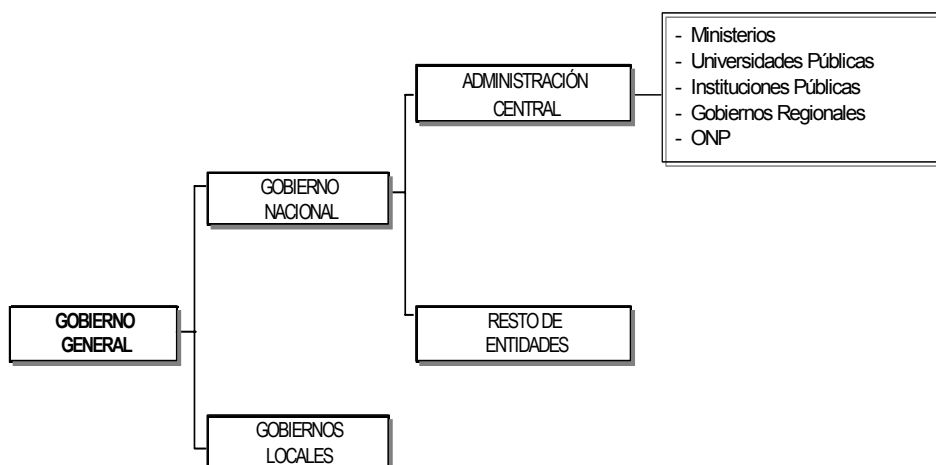 - Ministerios
- Universidades Públicas
- Instituciones Públicas
- Gobiernos Regionales
- ONP
ADMINISTRACIÓN
CENTRAL
GOBIERNO
NACIONAL
GOBIERNO
GENERAL
RESTO DE
ENTIDADES
GOBIERNOS
LOCALES